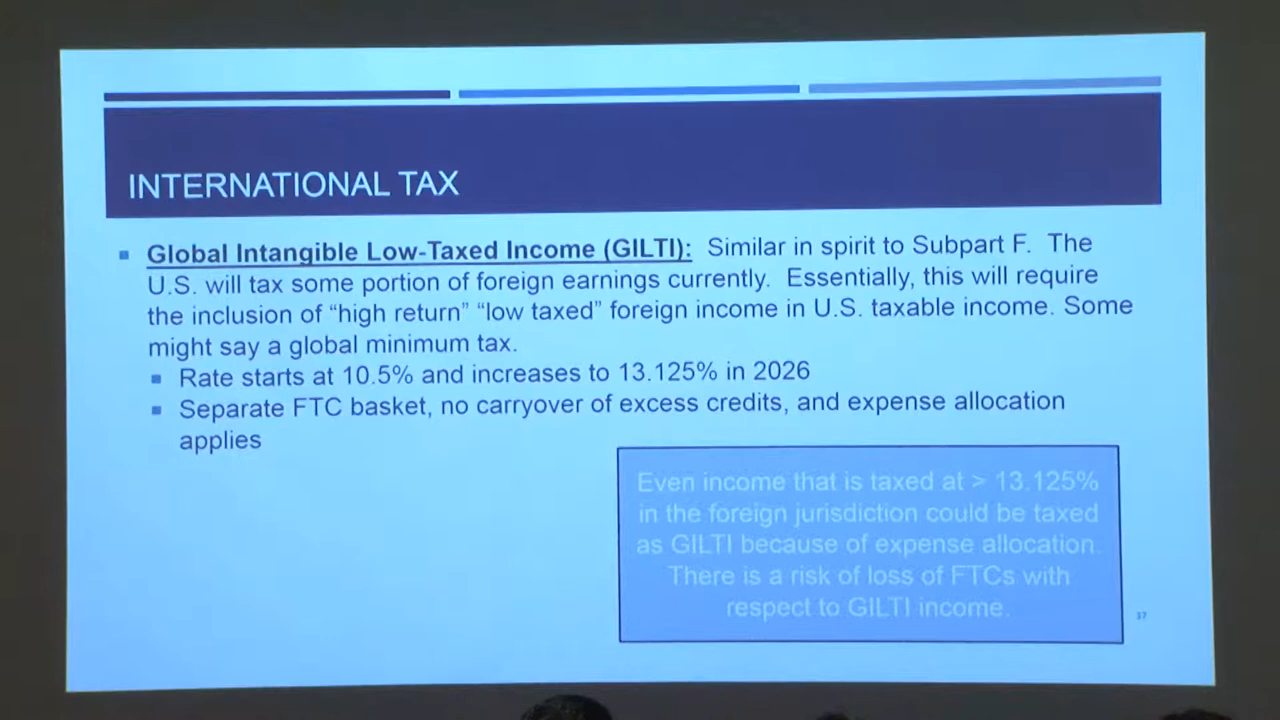 INTERNATIONAL TAX
Global Intangible Low-Taxed Income (GILTI): Similar in spirit to Subpart F. The
U.S. will tax some portion of foreign earnings currently. Essentially, this will require
the inclusion of “high return” “low taxed” foreign income in U.S. taxable income. Some
might say a global minimum tax.
Rate starts at 10.5% and increases to 13.125% in 2026
Separate FTC basket, no carryover of excess credits, and expense allocation
applies
Even income that is taxed at > 13.125%
in the foreign jurisdiction could be taxed
as GILTI because of expense allocation.
There is a risk of loss of FTCs with
respect to GILTI income.
37